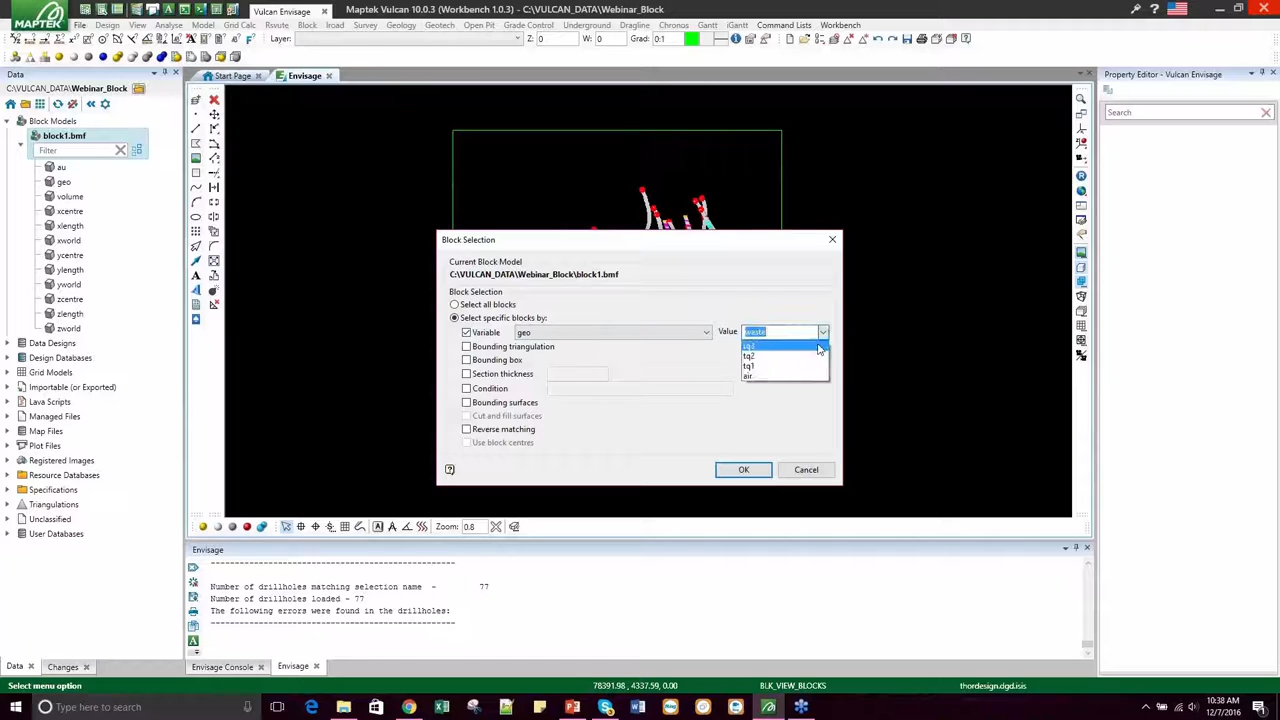 Vulcan Envisage
Maptek Vulcan 10.0.3 (Workbench 1.0.3) - C:\VULCAN_DATA\Webinar_Block
MAPTEK
File Design View Analyse Model Grid Calc Rsvute Block Iroad Survey Geology Geotech Open Pit Grade Control Underground Dragline Chronos Gantt iGantt Command Lists Workbench
Layer: Z: 0 W: 0 Grad: 0:1
Data
C:\VULCAN_DATA\Webinar_Block
Start Page
Envisage
Property Editor - Vulcan Envisage
Search
Block Models
block1.bmf
Filter
au
geo
volume
xcentre
xlength
xworld
ycentre
ylength
yworld
zcentre
zlength
zworld
Data Designs
Design Databases
Grid Models
Importable (or Exported)
Lava Scripts
Managed Files
Map Files
Plot Files
Registered Images
Resource Databases
Specifications
Triangulations
Unclassified
User Databases
Block Selection
Current Block Model
C:\VULCAN_DATA\Webinar_Block\block1.bmf
Block Selection
Select all blocks
Select specific blocks by:
Variable geo Value waste
tq3
tq2
tq1
air
Bounding triangulation
Bounding box
Section thickness
Condition
Bounding surfaces
Cut and fill surfaces
Reverse matching
Use block centres
OK Cancel
Zoom: 0.8
Envisage
Number of drillholes matching selection name - 77
Number of drillholes loaded - 77
The following errors were found in the drillholes:
Data Changes
Envisage Console Envisage
Select menu option
78391.98 , 4337.59, 0.00
BLK_VIEW_BLOCKS
thordesign.dgd.isis
Type here to search
10:38 AM
12/7/2016